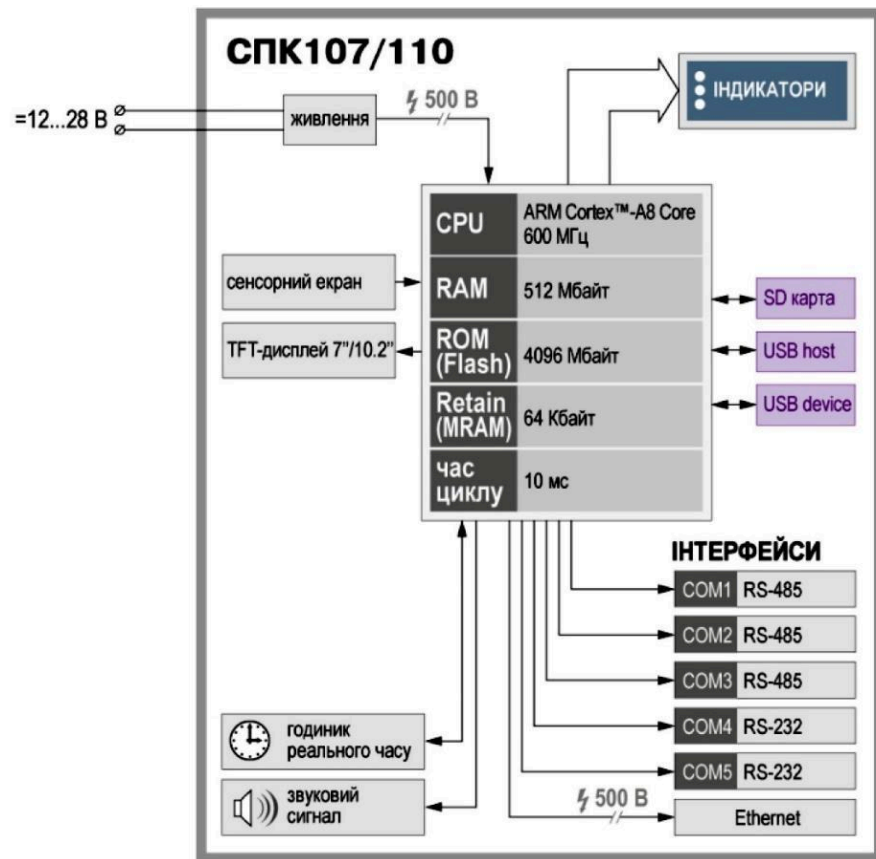 СПК107/110
=12...28 В
живлення
500 В
ІНДИКАТОРИ
CPU
ARM Cortex™-A8 Core
600 МГц
RAM
512 Мбайт
ROM
(Flash)
4096 Мбайт
Retain
(MRAM)
64 Кбайт
час
циклу
10 мс
сенсорний екран
TFT-дисплей 7"/10.2"
SD карта
USB host
USB device
ІНТЕРФЕЙСИ
COM1 RS-485
COM2 RS-485
COM3 RS-485
COM4 RS-232
COM5 RS-232
500 В
Ethernet
годиник
реального часу
звуковий
сигнал